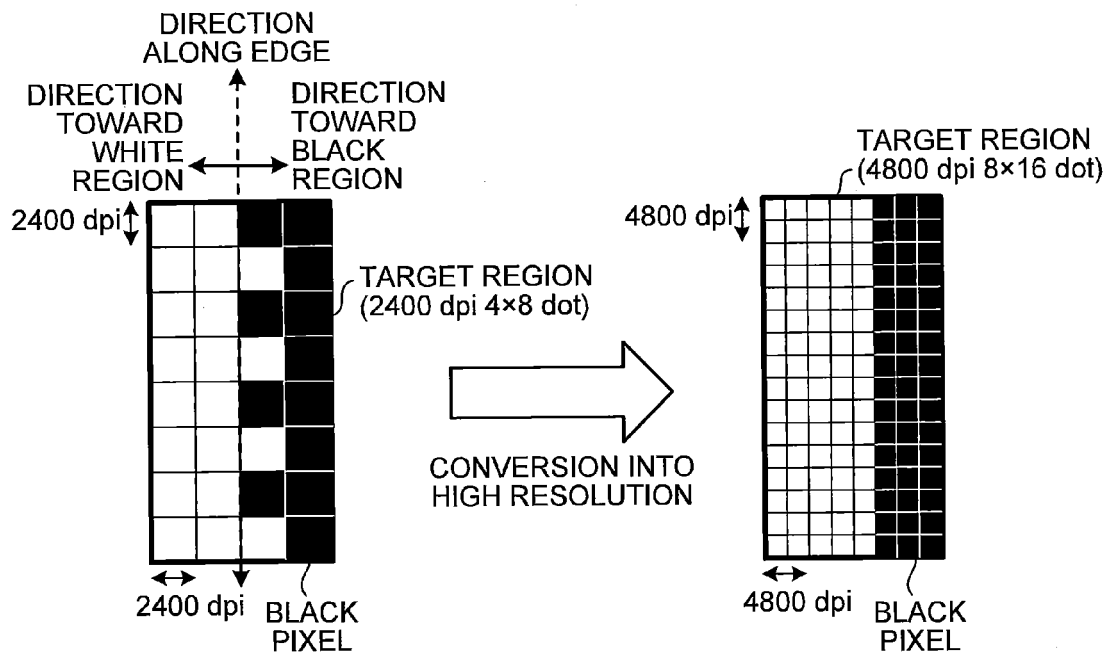 DIRECTION
ALONG EDGE
DIRECTION
TOWARD
WHITE
REGION
DIRECTION
TOWARD
BLACK
REGION
2400 dpi
TARGET REGION
(2400 dpi 4×8 dot)
2400 dpi
BLACK
PIXEL
CONVERSION INTO
HIGH RESOLUTION
TARGET REGION
(4800 dpi 8×16 dot)
4800 dpi
4800 dpi
BLACK
PIXEL